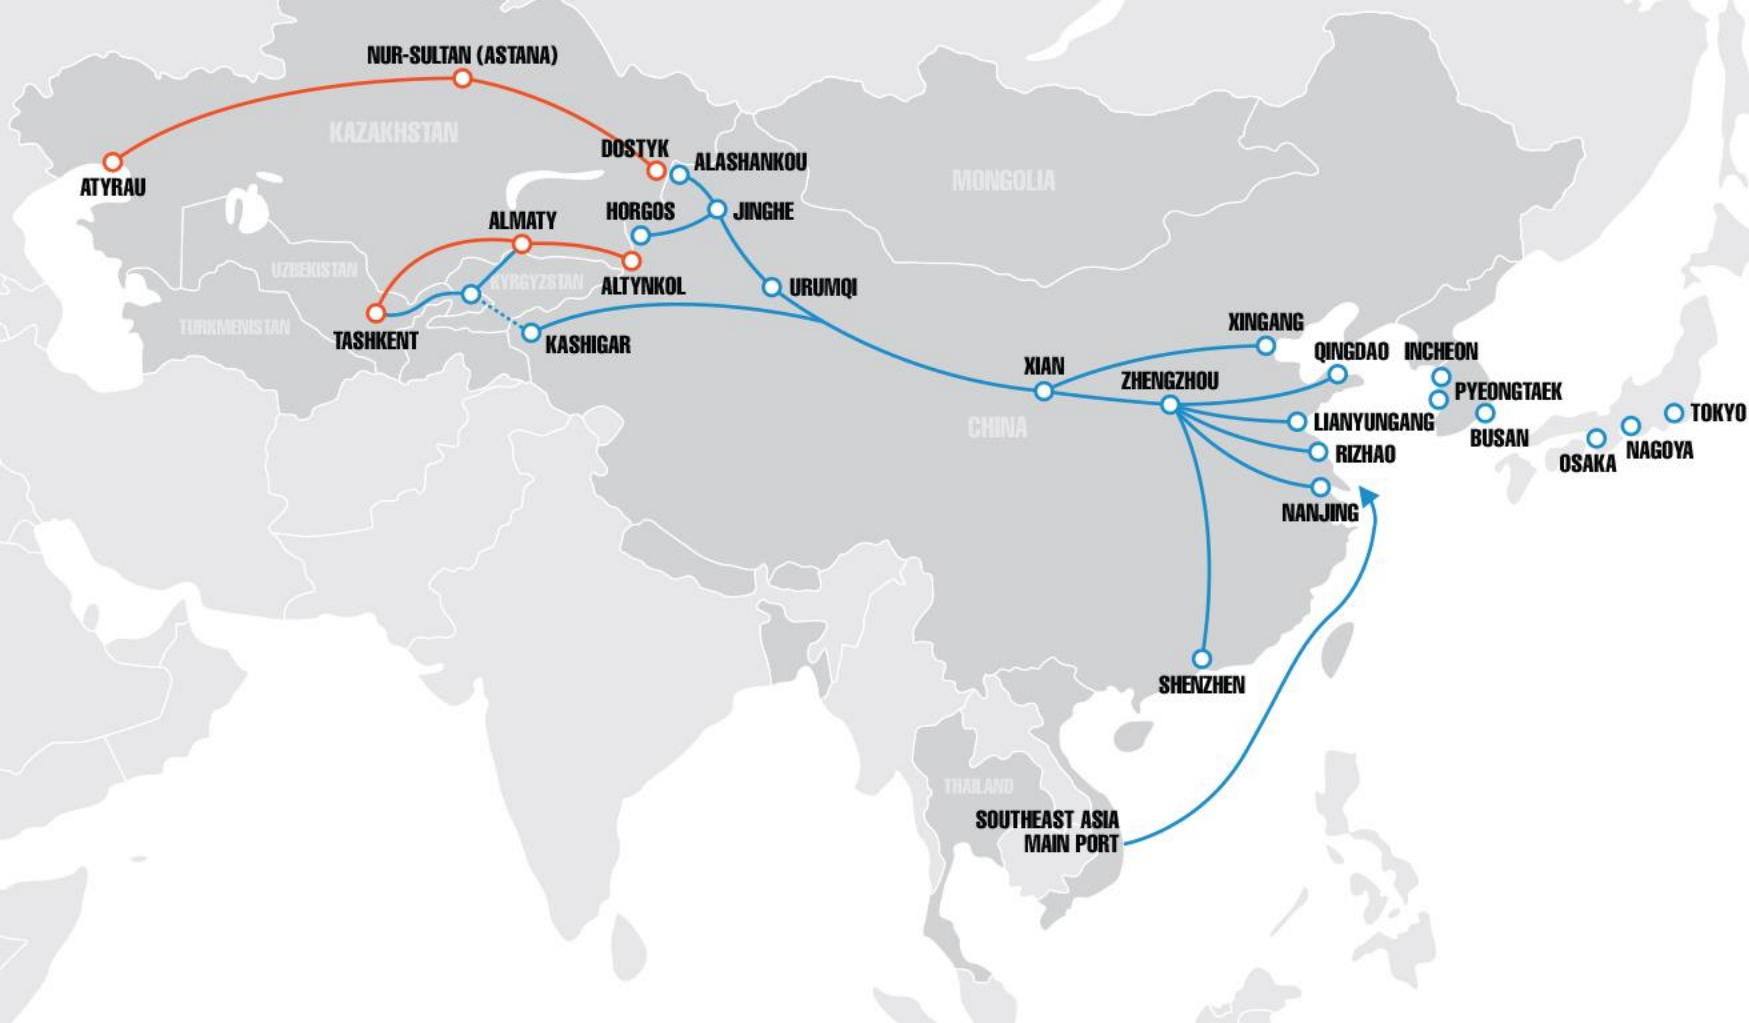 NUR-SULTAN (ASTANA)
KAZAKHSTAN
DOSTYK
ALASHANKOU
ATYRAU
MONGOLIA
HORGOS
JINGHE
ALMATY
UZBEKISTAN
KYRGYZSTAN
ALTYNKOL
URUMQI
TURKMENISTAN
TASHKENT
KASHIGAR
XINGANG
QINGDAO
INCHEON
XIAN
ZHENGZHOU
PYEONGTAEK
TOKYO
CHINA
LIANYUNGANG
BUSAN
NAGOYA
OSAKA
RIZHAO
NANJING
SHENZHEN
THAILAND
SOUTHEAST ASIA
MAIN PORT